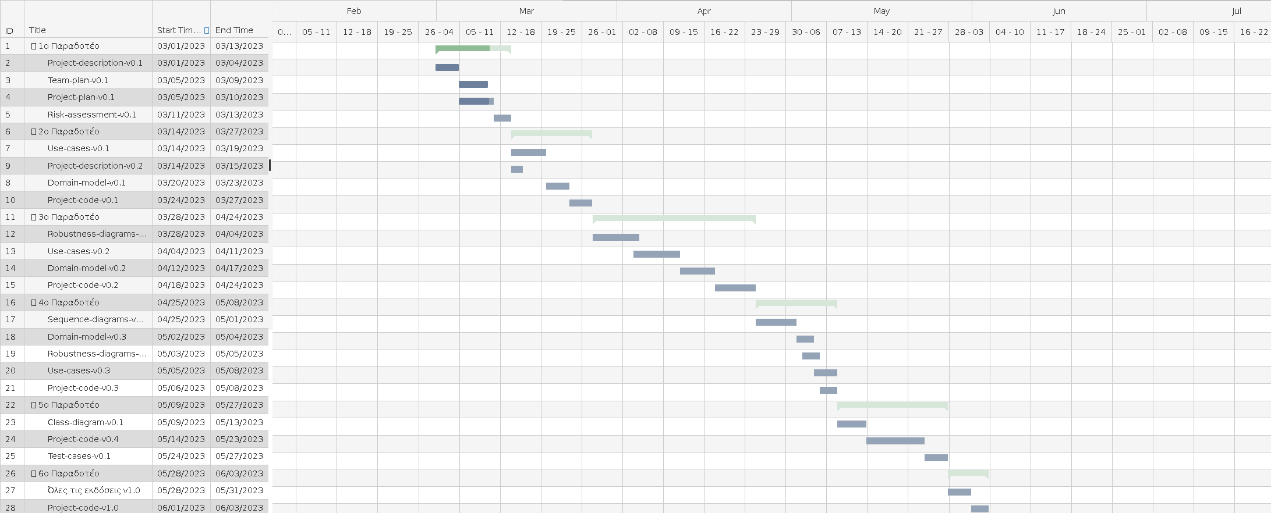 Feb Mar Apr May Jun Jul
ID Title Start Tim... End Time 0... 05 - 11 12 - 18 19 - 25 26 - 04 05 - 11 12 - 18 19 - 25 26 - 01 02 - 08 09 - 15 16 - 22 23 - 29 30 - 06 07 - 13 14 - 20 21 - 27 28 - 03 04 - 10 11 - 17 18 - 24 25 - 01 02 - 08 09 - 15 16 - 22
1 1ο Παραδοτέο 03/01/2023 03/13/2023
2 Project-description-v0.1 03/01/2023 03/04/2023
3 Team-plan-v0.1 03/05/2023 03/09/2023
4 Project-plan-v0.1 03/05/2023 03/10/2023
5 Risk-assessment-v0.1 03/11/2023 03/13/2023
6 2ο Παραδοτέο 03/14/2023 03/27/2023
7 Use-cases-v0.1 03/14/2023 03/19/2023
9 Project-description-v0.2 03/14/2023 03/15/2023
8 Domain-model-v0.1 03/20/2023 03/23/2023
10 Project-code-v0.1 03/24/2023 03/27/2023
11 3ο Παραδοτέο 03/28/2023 04/24/2023
12 Robustness-diagrams-... 03/28/2023 04/04/2023
13 Use-cases-v0.2 04/04/2023 04/11/2023
14 Domain-model-v0.2 04/12/2023 04/17/2023
15 Project-code-v0.2 04/18/2023 04/24/2023
16 4ο Παραδοτέο 04/25/2023 05/08/2023
17 Sequence-diagrams-v... 04/25/2023 05/01/2023
18 Domain-model-v0.3 05/02/2023 05/04/2023
19 Robustness-diagrams-... 05/03/2023 05/05/2023
20 Use-cases-v0.3 05/05/2023 05/08/2023
21 Project-code-v0.3 05/06/2023 05/08/2023
22 5ο Παραδοτέο 05/09/2023 05/27/2023
23 Class-diagram-v0.1 05/09/2023 05/13/2023
24 Project-code-v0.4 05/14/2023 05/23/2023
25 Test-cases-v0.1 05/24/2023 05/27/2023
26 6ο Παραδοτέο 05/28/2023 06/03/2023
27 Όλες τις εκδόσεις v1.0 05/28/2023 05/31/2023
28 Project-code-v1.0 06/01/2023 06/03/2023